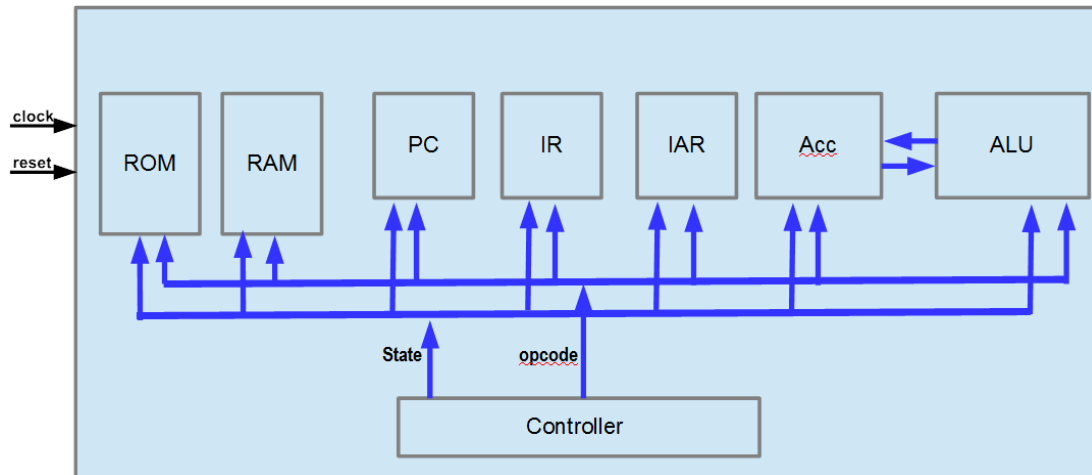 clock
reset
ROM
RAM
PC
IR
IAR
Acc
ALU
State
opcode
Controller